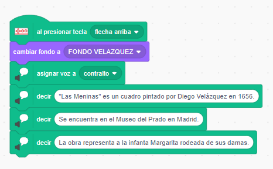 al presionar tecla flecha arriba
cambiar fondo a FONDO VELAZQUEZ
asignar voz a contralto
decir "Las Meninas" es un cuadro pintado por Diego Velázquez en 1656.
decir Se encuentra en el Museo del Prado en Madrid.
decir La obra representa a la infanta Margarita rodeada de sus damas.